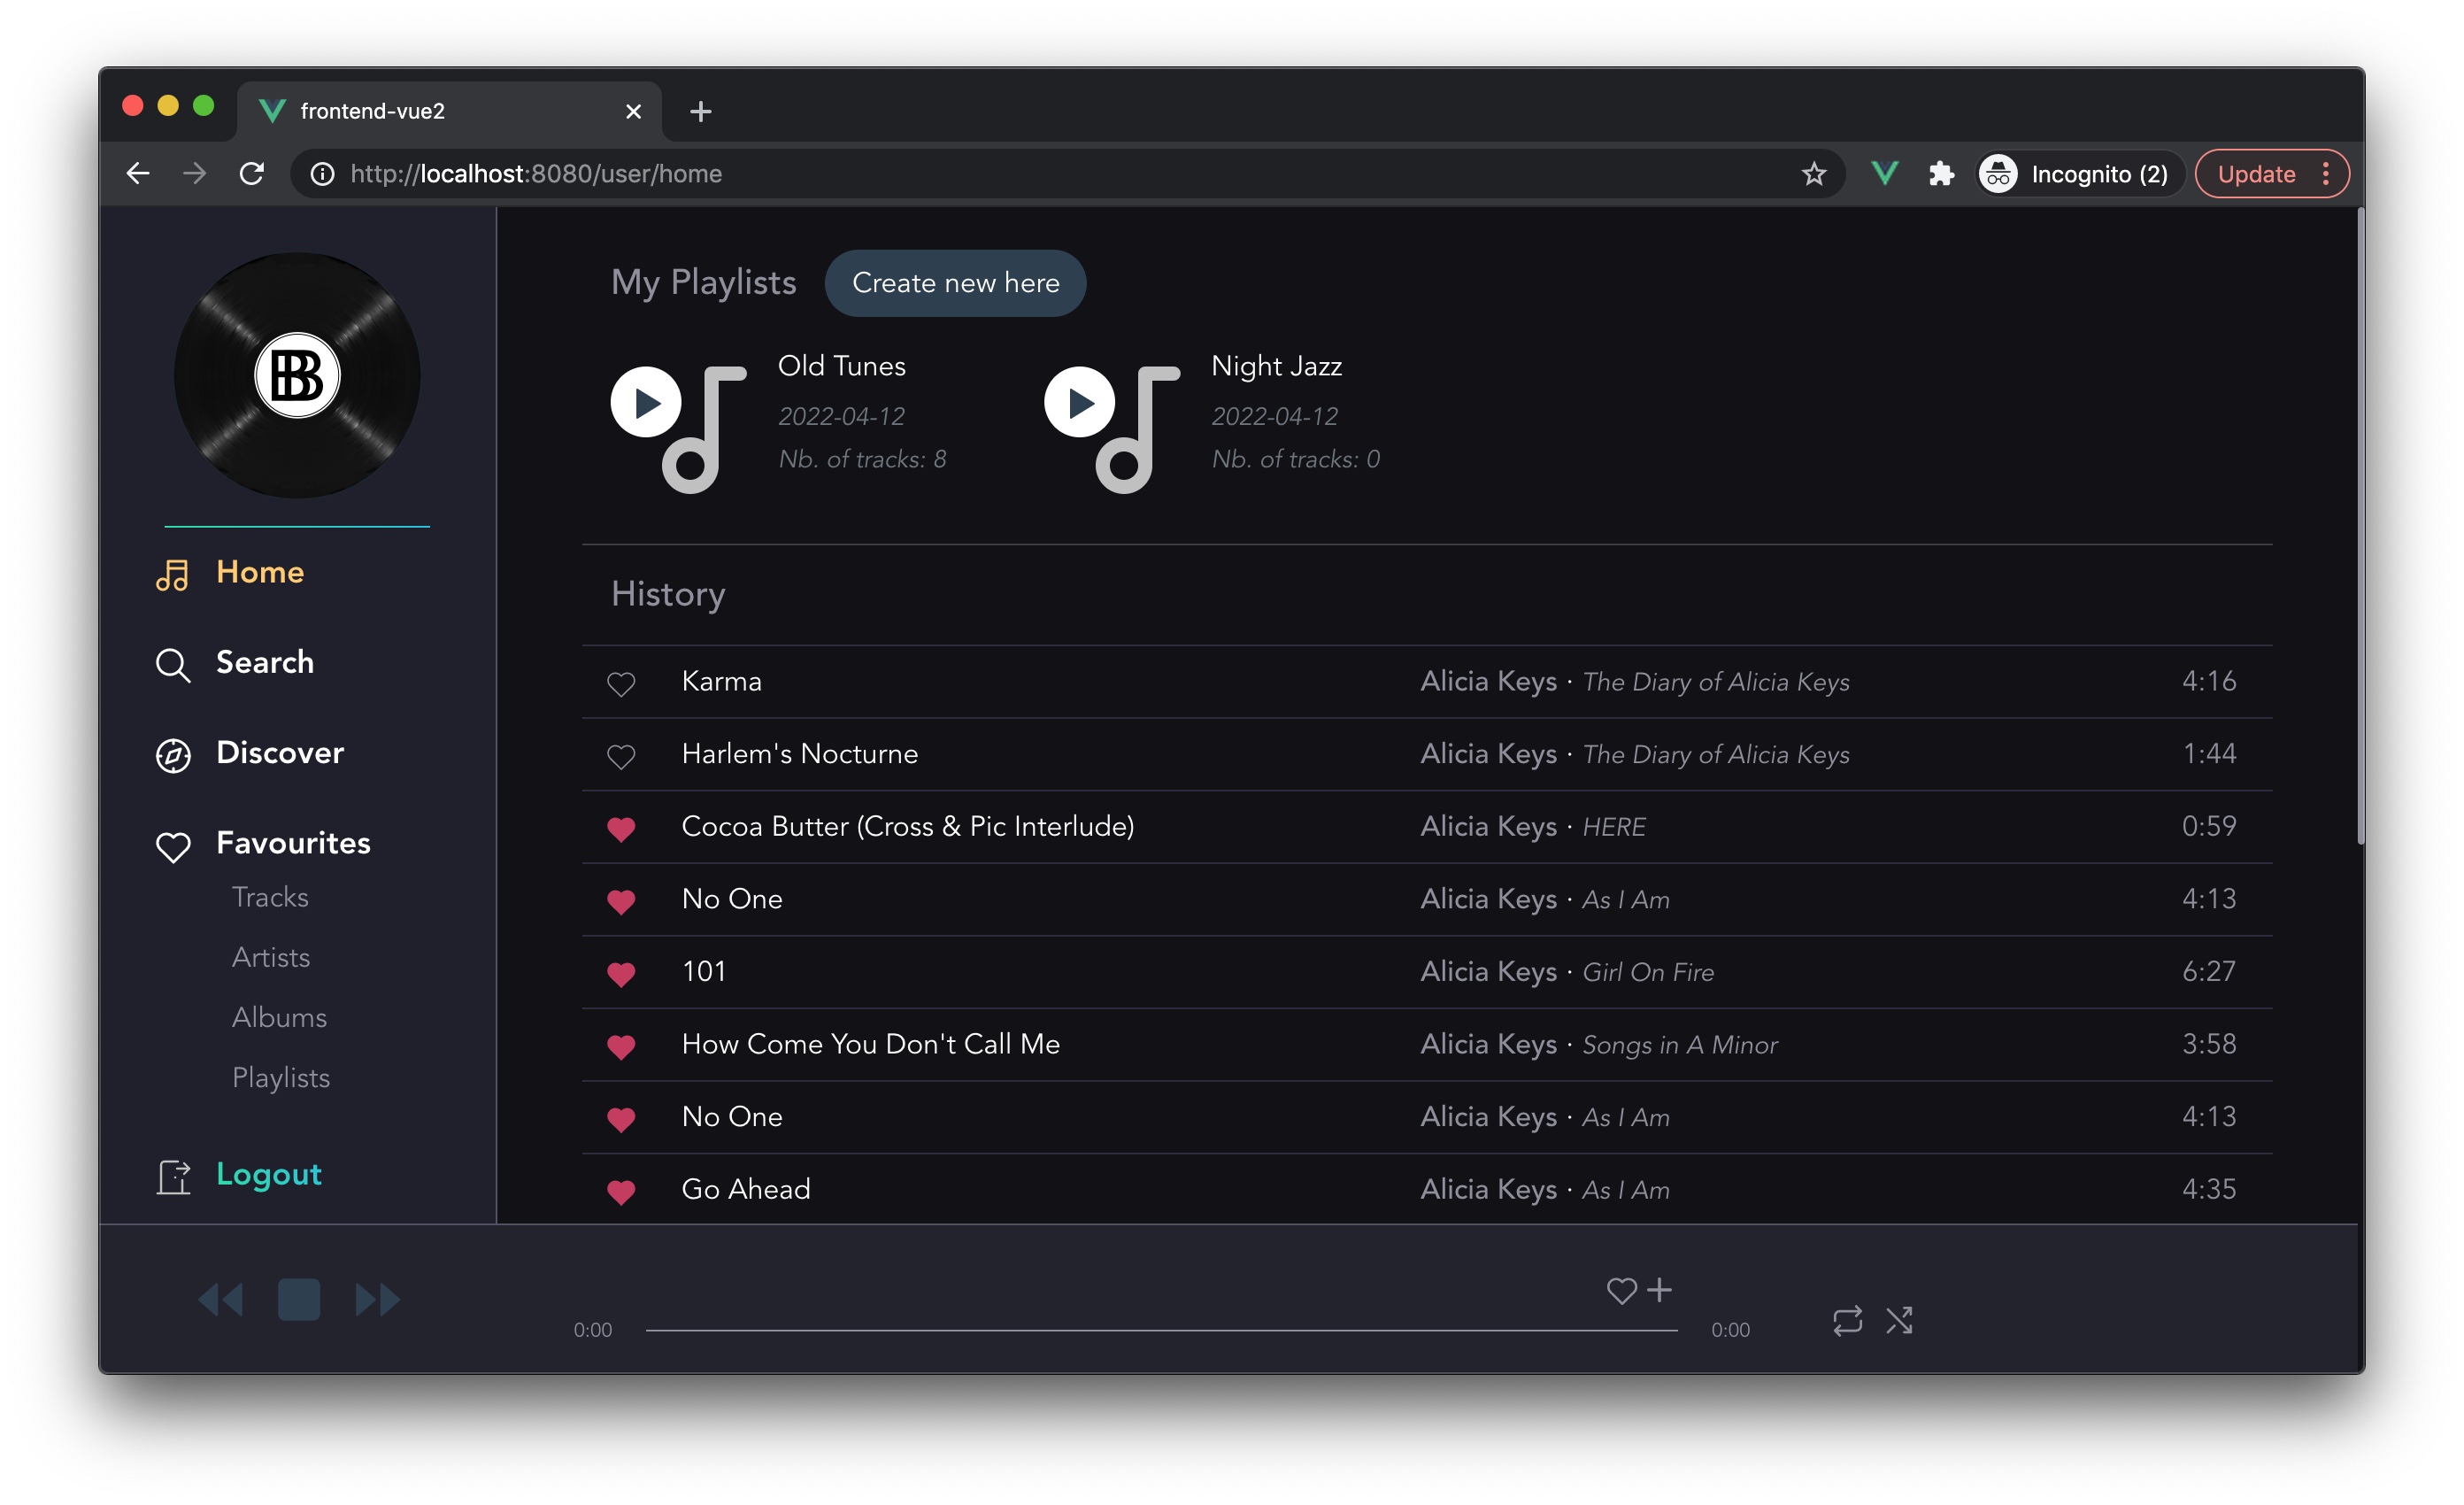 frontend-vue2
http://localhost:8080/user/home
Incognito (2)
Update
BB
Home
Search
Discover
Favourites
Tracks
Artists
Albums
Playlists
Logout
My Playlists
Create new here
Old Tunes
2022-04-12
Nb. of tracks: 8
Night Jazz
2022-04-12
Nb. of tracks: 0
History
Karma Alicia Keys · The Diary of Alicia Keys 4:16
Harlem's Nocturne Alicia Keys · The Diary of Alicia Keys 1:44
Cocoa Butter (Cross & Pic Interlude) Alicia Keys · HERE 0:59
No One Alicia Keys · As I Am 4:13
101 Alicia Keys · Girl On Fire 6:27
How Come You Don't Call Me Alicia Keys · Songs in A Minor 3:58
No One Alicia Keys · As I Am 4:13
Go Ahead Alicia Keys · As I Am 4:35
0:00 0:00